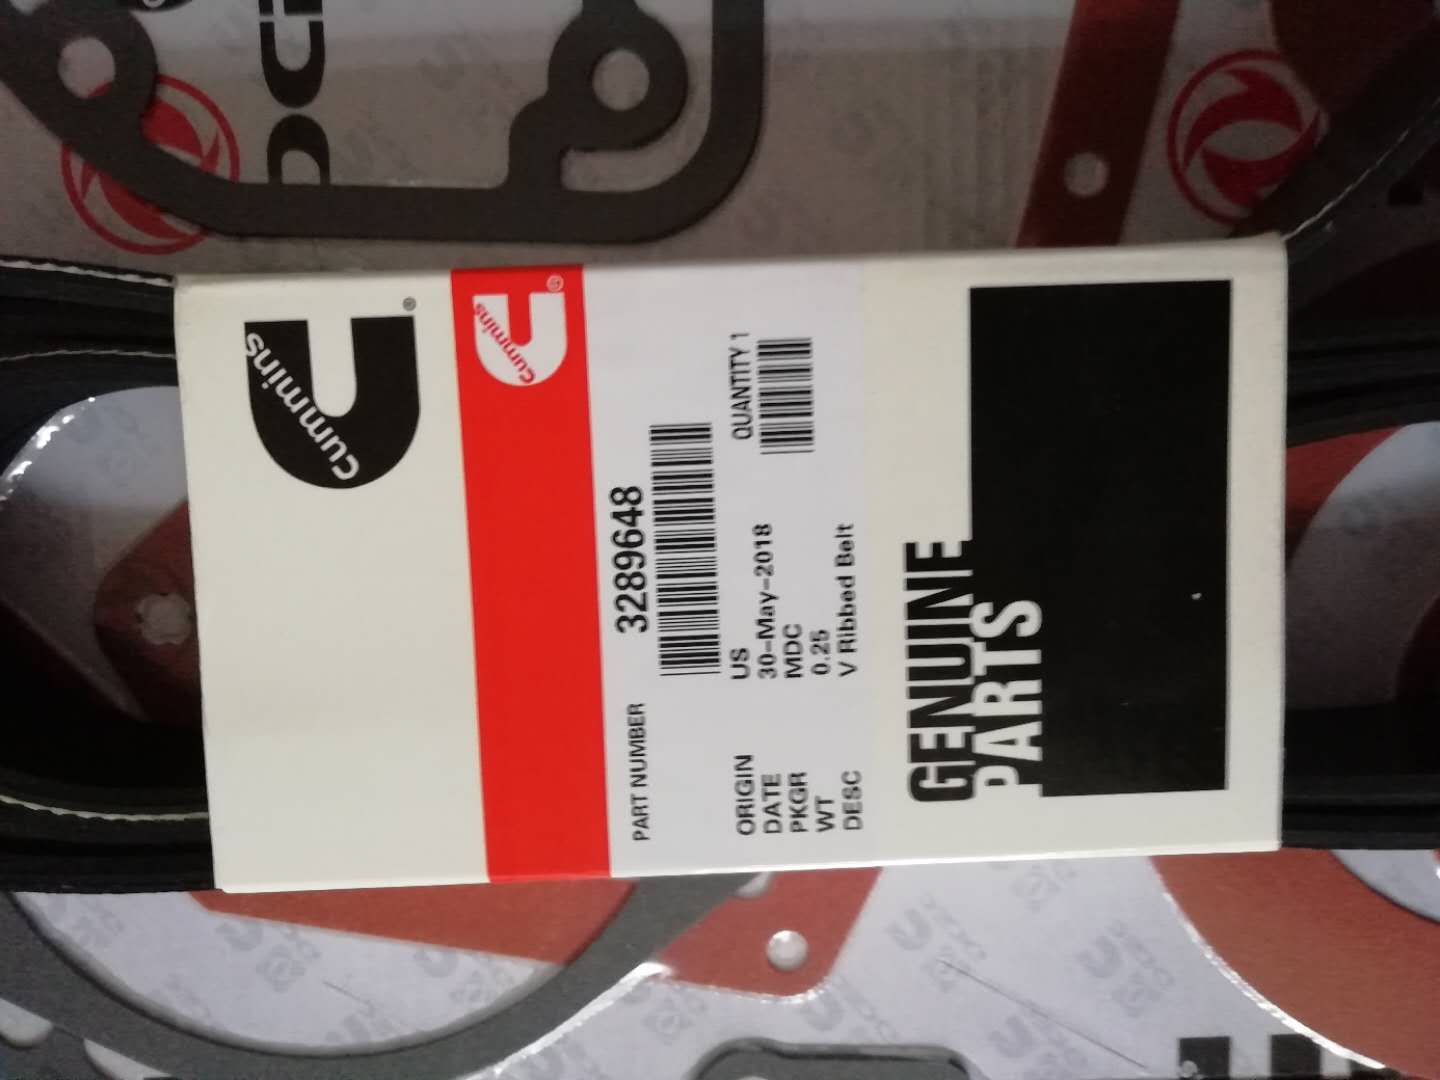 Cummins
®
Cummins
®
PART NUMBER 3289648
QUANTITY 1
ORIGIN US
DATE 30-May-2018
PKGR MDC
WT 0.25
DESC V Ribbed Belt
GENUINE
PARTS